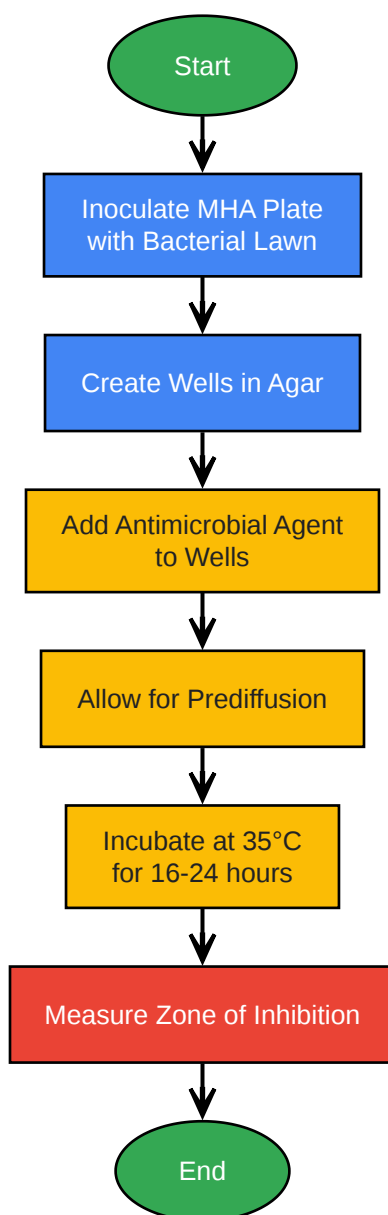 Start
Inoculate MHA Plate
with Bacterial Lawn
Create Wells in Agar
Add Antimicrobial Agent
to Wells
Allow for Prediffusion
Incubate at 35°C
for 16-24 hours
Measure Zone of Inhibition
End